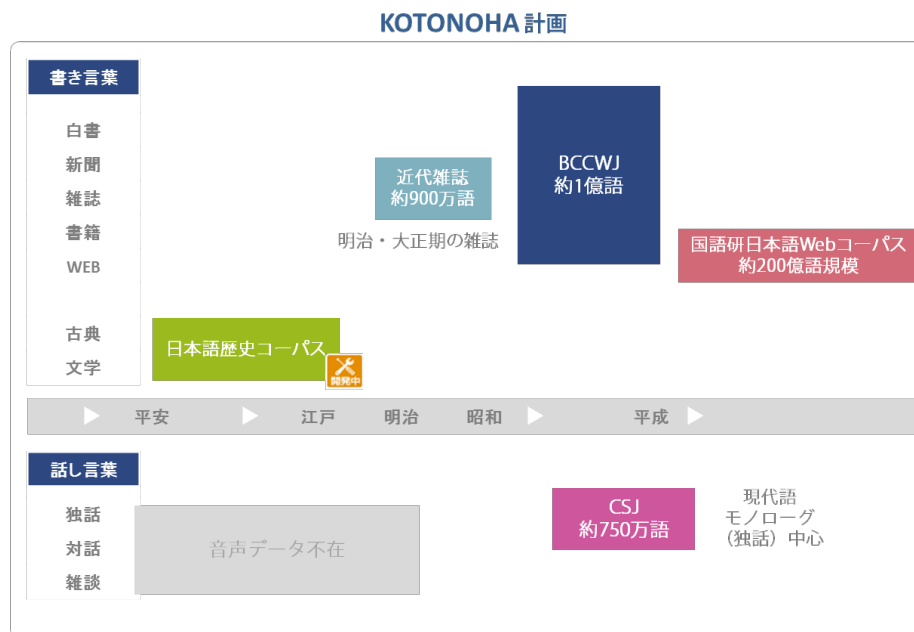 KOTONOHA 計画
書き言葉
白書
新聞
雑誌
書籍
WEB
古典
文学
近代雑誌
約900万語
明治・大正期の雑誌
BCCWJ
約1億語
国語研日本語Webコーパス
約200億語規模
日本語歴史コーパス
開発中
平安
江戸
明治
昭和
平成
話し言葉
独話
対話
雑談
音声データ不在
CSJ
約750万語
現代語
モノローグ
（独話）中心